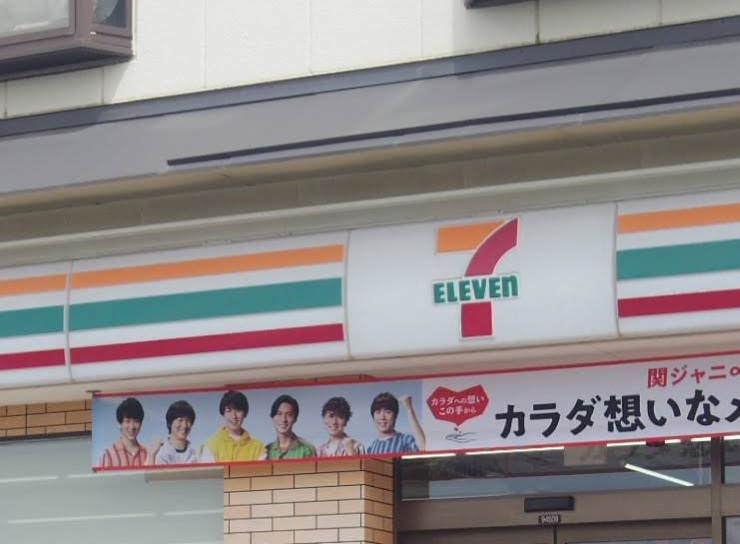 7
ELEVEN
関ジャニ∞
カラダへの想い
この手から
カラダ想いなメ